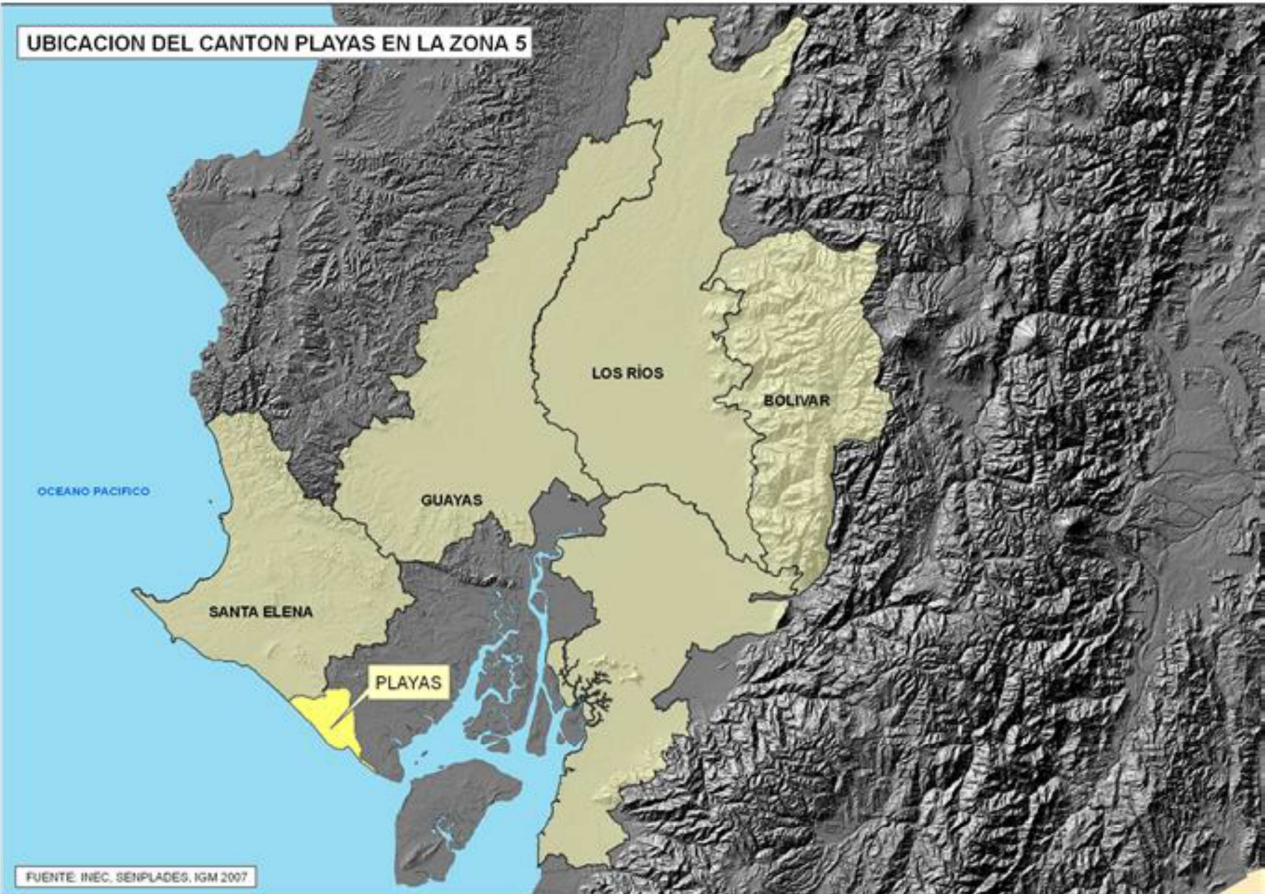 UBICACION DEL CANTON PLAYAS EN LA ZONA 5
LOS RÍOS
BOLIVAR
OCEANO PACIFICO
GUAYAS
SANTA ELENA
PLAYAS
FUENTE: INEC, SENPLADES, IGM 2007